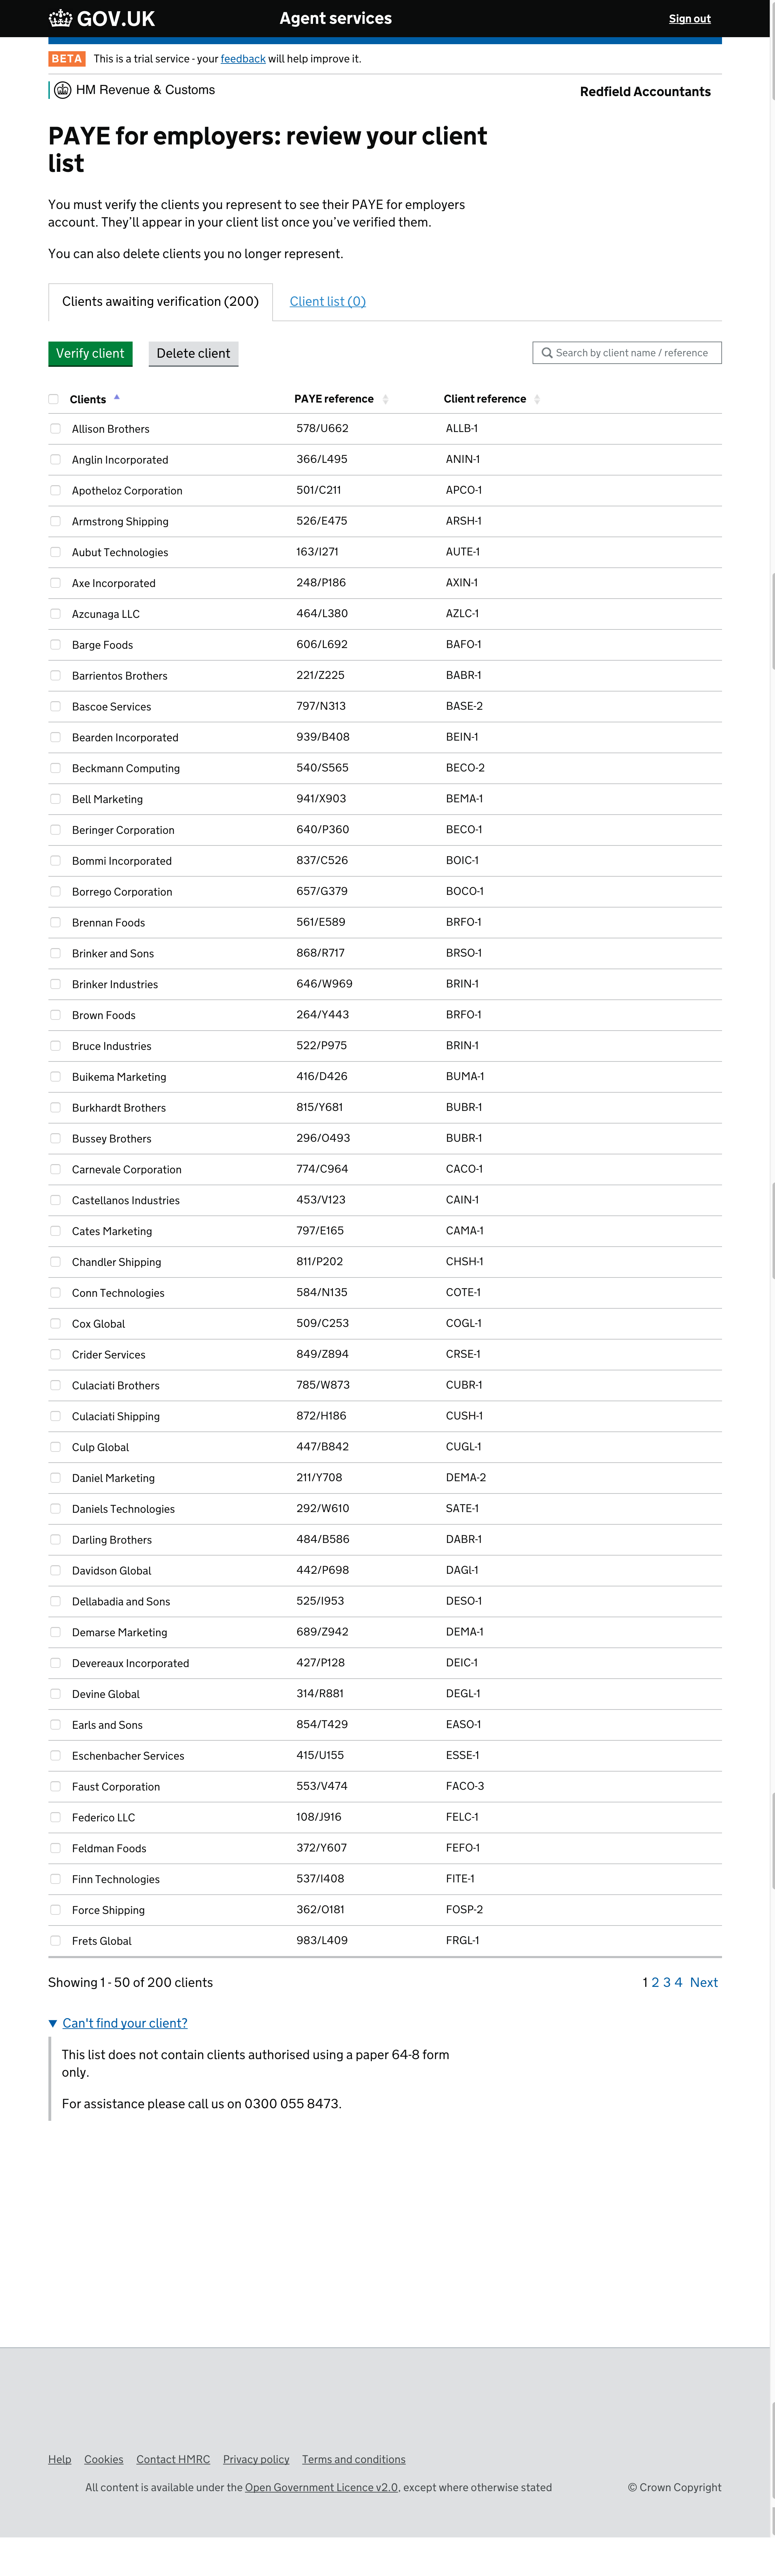 GOV.UK Agent services Sign out
BETA This is a trial service - your feedback will help improve it.
HM Revenue & Customs Redfield Accountants
PAYE for employers: review your client
list
You must verify the clients you represent to see their PAYE for employers
account. They’ll appear in your client list once you’ve verified them.
You can also delete clients you no longer represent.
Clients awaiting verification (200) Client list (0)
Verify client Delete client Search by client name / reference
Clients PAYE reference Client reference
Allison Brothers 578/U662 ALLB-1
Anglin Incorporated 366/L495 ANIN-1
Apotheloz Corporation 501/C211 APCO-1
Armstrong Shipping 526/E475 ARSH-1
Aubut Technologies 163/I271 AUTE-1
Axe Incorporated 248/P186 AXIN-1
Azcunaga LLC 464/L380 AZLC-1
Barge Foods 606/L692 BAFO-1
Barrientos Brothers 221/Z225 BABR-1
Bascoe Services 797/N313 BASE-2
Bearden Incorporated 939/B408 BEIN-1
Beckmann Computing 540/S565 BECO-2
Bell Marketing 941/X903 BEMA-1
Beringer Corporation 640/P360 BECO-1
Bommi Incorporated 837/C526 BOIC-1
Borrego Corporation 657/G379 BOCO-1
Brennan Foods 561/E589 BRFO-1
Brinker and Sons 868/R717 BRSO-1
Brinker Industries 646/W969 BRIN-1
Brown Foods 264/Y443 BRFO-1
Bruce Industries 522/P975 BRIN-1
Buikema Marketing 416/D426 BUMA-1
Burkhardt Brothers 815/Y681 BUBR-1
Bussey Brothers 296/O493 BUBR-1
Carnevale Corporation 774/C964 CACO-1
Castellanos Industries 453/V123 CAIN-1
Cates Marketing 797/E165 CAMA-1
Chandler Shipping 811/P202 CHSH-1
Conn Technologies 584/N135 COTE-1
Cox Global 509/C253 COGL-1
Crider Services 849/Z894 CRSE-1
Culaciati Brothers 785/W873 CUBR-1
Culaciati Shipping 872/H186 CUSH-1
Culp Global 447/B842 CUGL-1
Daniel Marketing 211/Y708 DEMA-2
Daniels Technologies 292/W610 SATE-1
Darling Brothers 484/B586 DABR-1
Davidson Global 442/P698 DAGl-1
Dellabadia and Sons 525/I953 DESO-1
Demarse Marketing 689/Z942 DEMA-1
Devereaux Incorporated 427/P128 DEIC-1
Devine Global 314/R881 DEGL-1
Earls and Sons 854/T429 EASO-1
Eschenbacher Services 415/U155 ESSE-1
Faust Corporation 553/V474 FACO-3
Federico LLC 108/J916 FELC-1
Feldman Foods 372/Y607 FEFO-1
Finn Technologies 537/I408 FITE-1
Force Shipping 362/O181 FOSP-2
Frets Global 983/L409 FRGL-1
Showing 1 - 50 of 200 clients 1 2 3 4 Next
Can't find your client?
This list does not contain clients authorised using a paper 64-8 form
only.
For assistance please call us on 0300 055 8473.
Help Cookies Contact HMRC Privacy policy Terms and conditions
All content is available under the Open Government Licence v2.0, except where otherwise stated © Crown Copyright